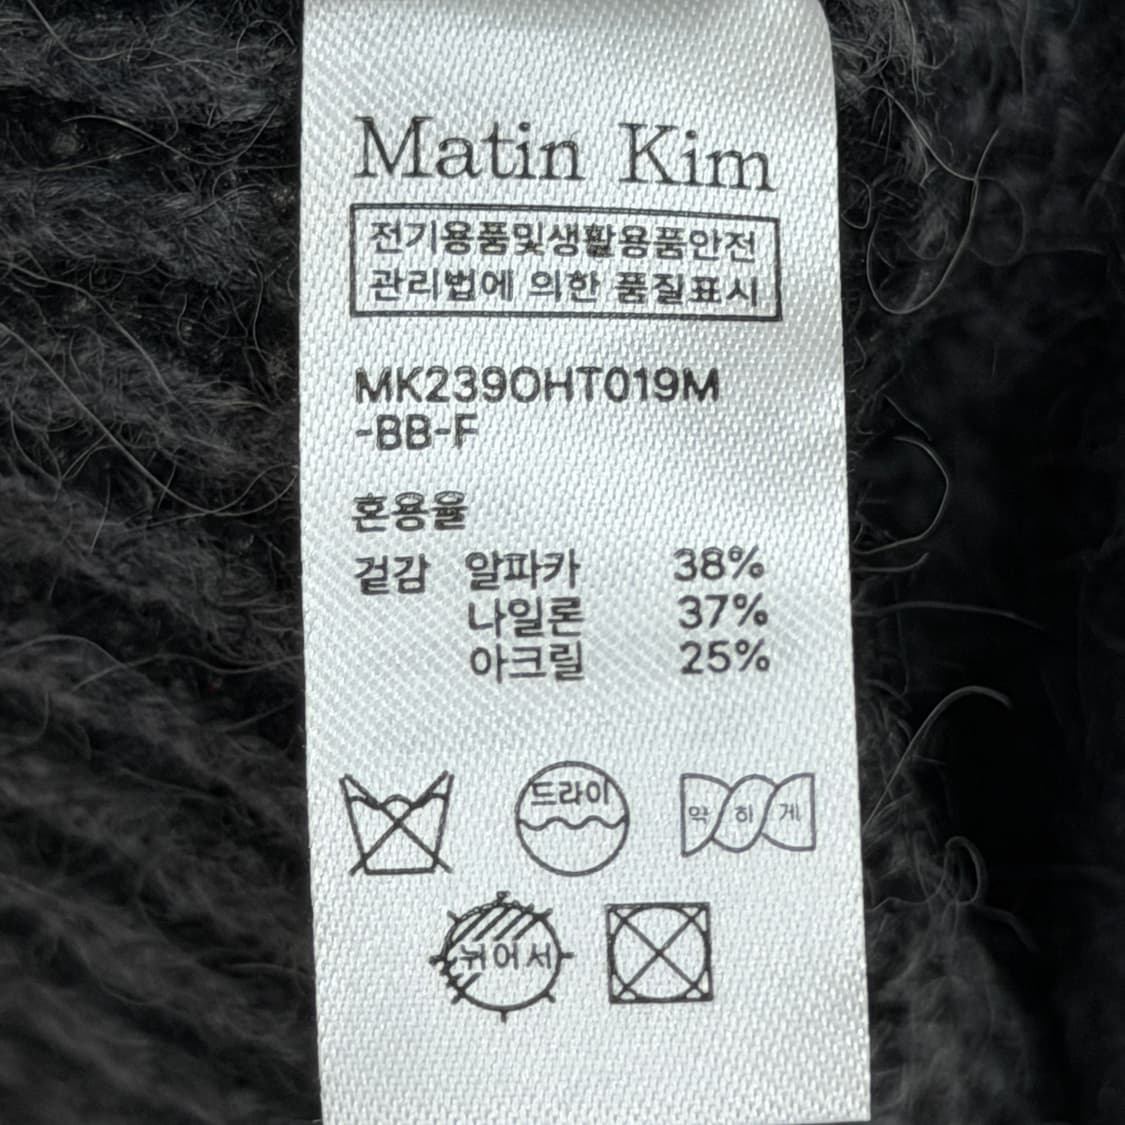 Matin Kim
전기용품및생활용품안전
관리법에 의한 품질표시
MK239OHT019M
-BB-F
혼용율
겉감 알파카 38%
나일론 37%
아크릴 25%
드라이
약 하 게
뉘어서